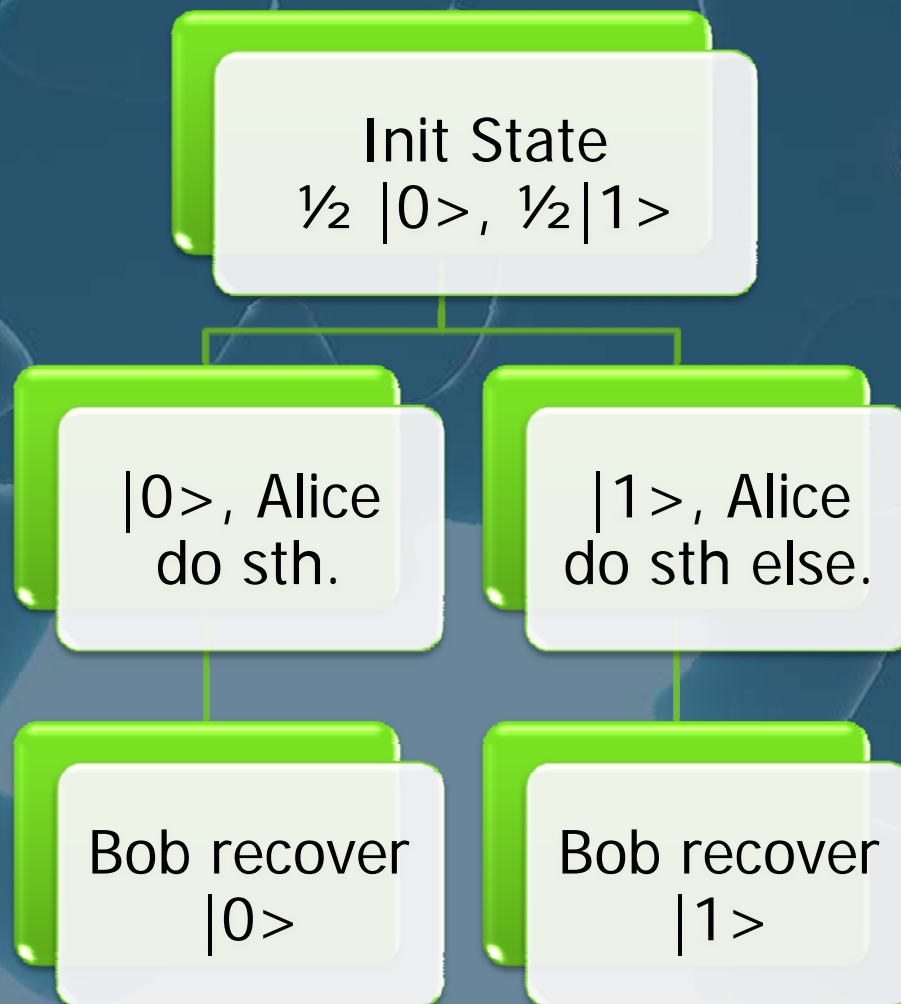 Init State
½ |0>, ½|1>
|0>, Alice
do sth.
|1>, Alice
do sth else.
Bob recover
|0>
Bob recover
|1>